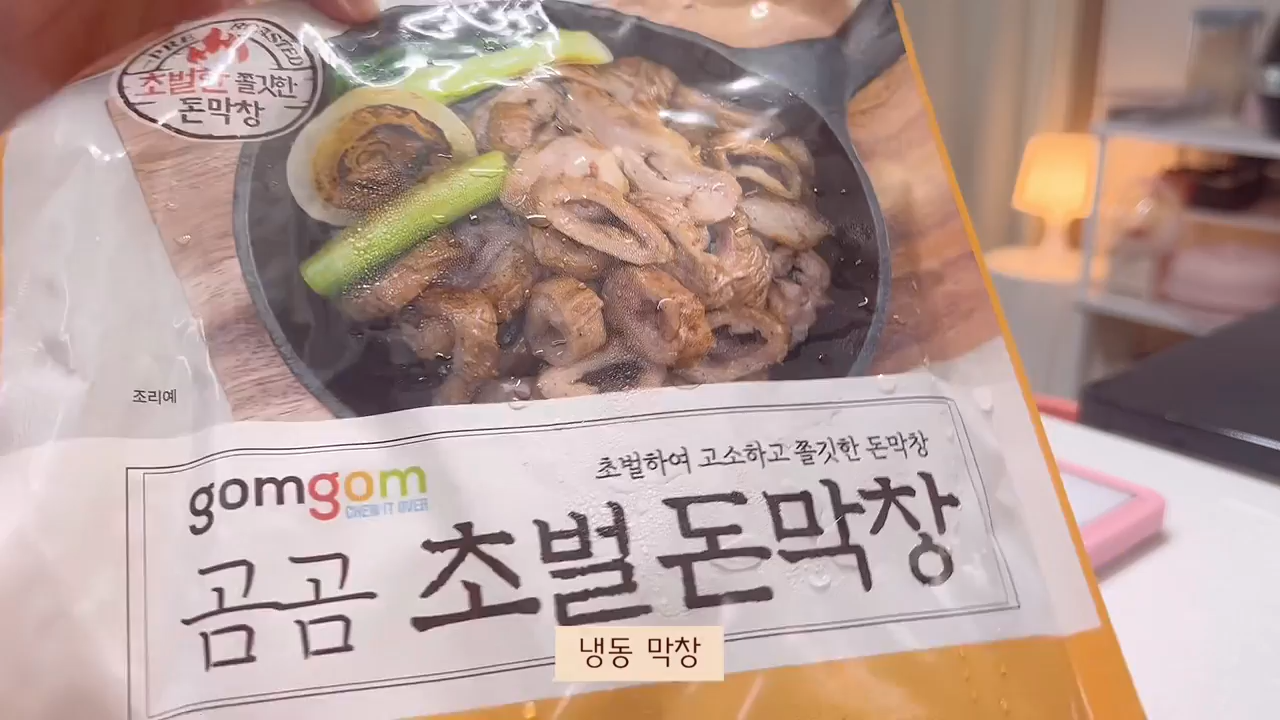 PRE ROASTED
초벌한 쫄깃한
돈막창
조리예
gomgom
CHEW IT OVER
초벌하여 고소하고 쫄깃한 돈막창
곰곰 초벌 돈막창
냉동 막창